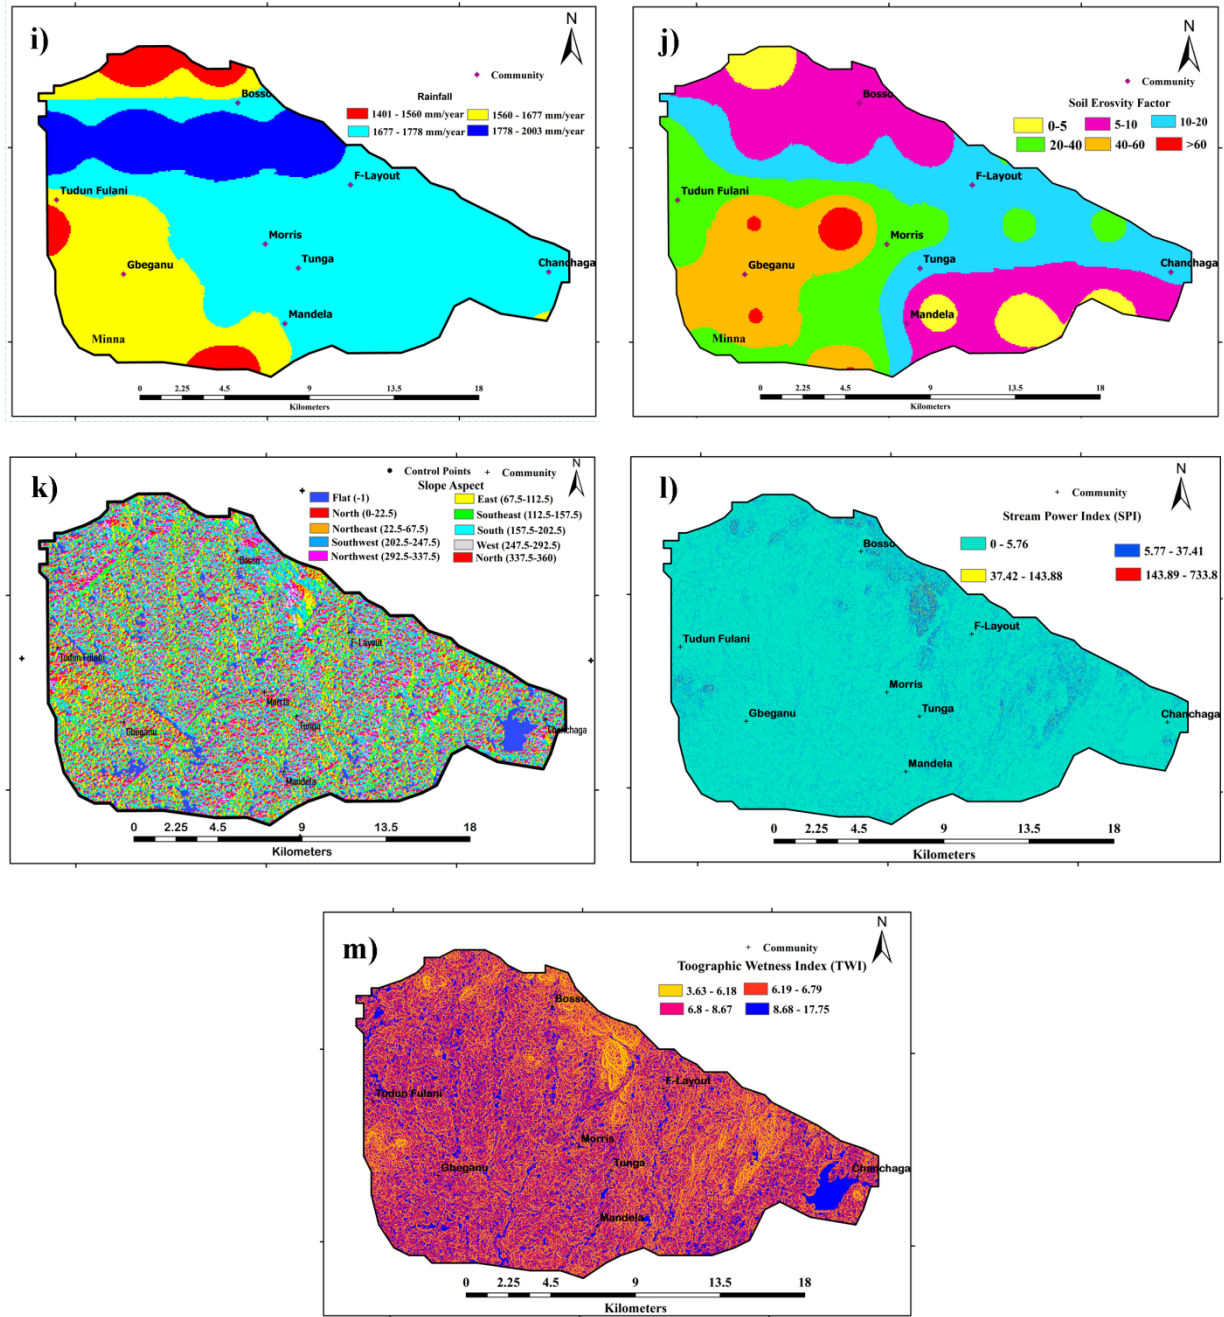 i)
N
Community
Rainfall
1401 - 1560 mm/year
1560 - 1677 mm/year
1677 - 1778 mm/year
1778 - 2003 mm/year
Bosso
F-Layout
Tudun Fulani
Morris
Tunga
Gbeganu
Chanchaga
Mandela
Minna
0 2.25 4.5 9 13.5 18
Kilometers
j)
N
Community
Soil Erosvity Factor
0-5
5-10
10-20
20-40
40-60
>60
Bosso
F-Layout
Tudun Fulani
Morris
Tunga
Gbeganu
Chanchaga
Mandela
Minna
0 2.25 4.5 9 13.5 18
Kilometers
k)
N
Control Points
Community
Slope Aspect
Flat (-1)
East (67.5-112.5)
North (0-22.5)
Southeast (112.5-157.5)
Northeast (22.5-67.5)
South (157.5-202.5)
Southwest (202.5-247.5)
West (247.5-292.5)
Northwest (292.5-337.5)
North (337.5-360)
Bosso
F-Layout
Tudun Fulani
Morris
Tunga
Gbeganu
Chanchaga
Mandela
0 2.25 4.5 9 13.5 18
Kilometers
l)
N
Community
Stream Power Index (SPI)
0 - 5.76
5.77 - 37.41
37.42 - 143.88
143.89 - 733.8
Bosso
F-Layout
Tudun Fulani
Morris
Tunga
Gbeganu
Chanchaga
Mandela
0 2.25 4.5 9 13.5 18
Kilometers
m)
N
Community
Toographic Wetness Index (TWI)
3.63 - 6.18
6.19 - 6.79
6.8 - 8.67
8.68 - 17.75
Bosso
F-Layout
Tudun Fulani
Morris
Tunga
Gbeganu
Chanchaga
Mandela
0 2.25 4.5 9 13.5 18
Kilometers